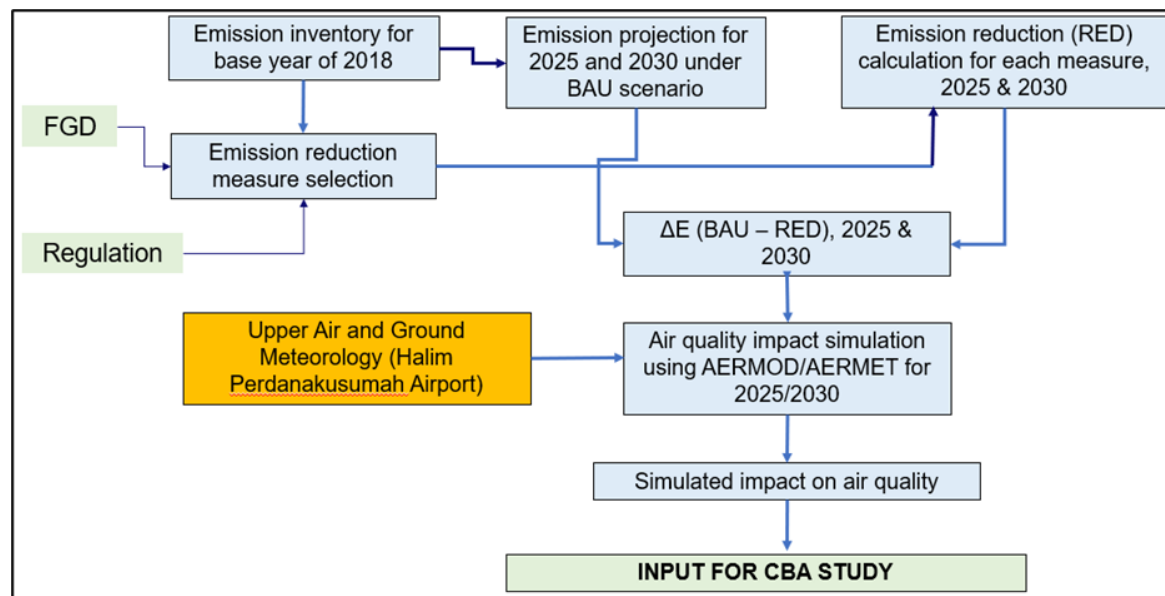 Emission inventory for
base year of 2018
Emission projection for
2025 and 2030 under
BAU scenario
Emission reduction (RED)
calculation for each measure,
2025 & 2030
FGD
Emission reduction
measure selection
Regulation
ΔE (BAU – RED), 2025 &
2030
Upper Air and Ground
Meteorology (Halim
Perdanakusumah Airport)
Air quality impact simulation
using AERMOD/AERMET for
2025/2030
Simulated impact on air quality
INPUT FOR CBA STUDY